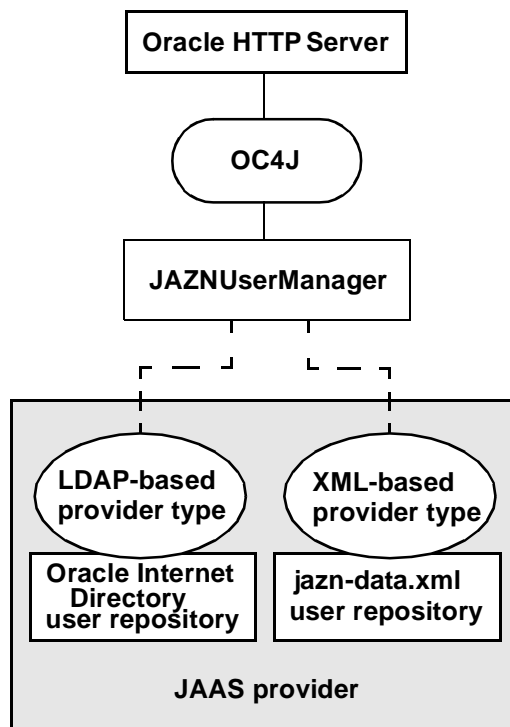 Oracle HTTP Server
OC4J
JAZNUserManager
LDAP-based
provider type
XML-based
provider type
Oracle Internet
Directory
user repository
jazn-data.xml
user repository
JAAS provider